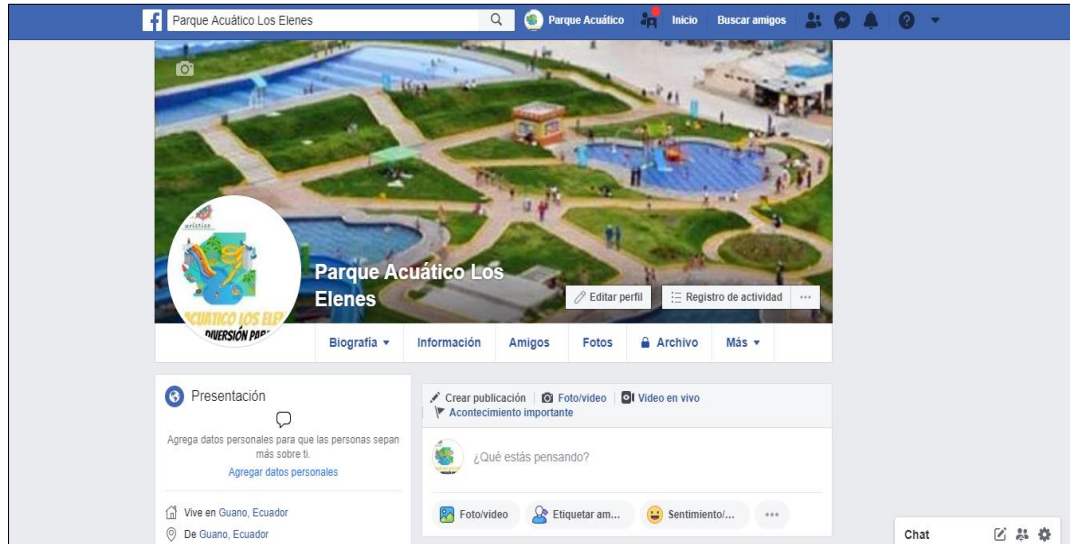 Parque Acuático Los Elenes
Parque Acuático Inicio Buscar amigos
Parque Acuático Los
Elenes
Editar perfil Registro de actividad
DIVERSIÓN
Biografía Información Amigos Fotos Archivo Más
Presentación
Agrega datos personales para que las personas sepan
más sobre ti.
Agregar datos personales
Vive en Guano, Ecuador
De Guano, Ecuador
Crear publicación Foto/video Video en vivo
Acontecimiento importante
¿Qué estás pensando?
Foto/video Etiquetar am... Sentimiento/...
Chat